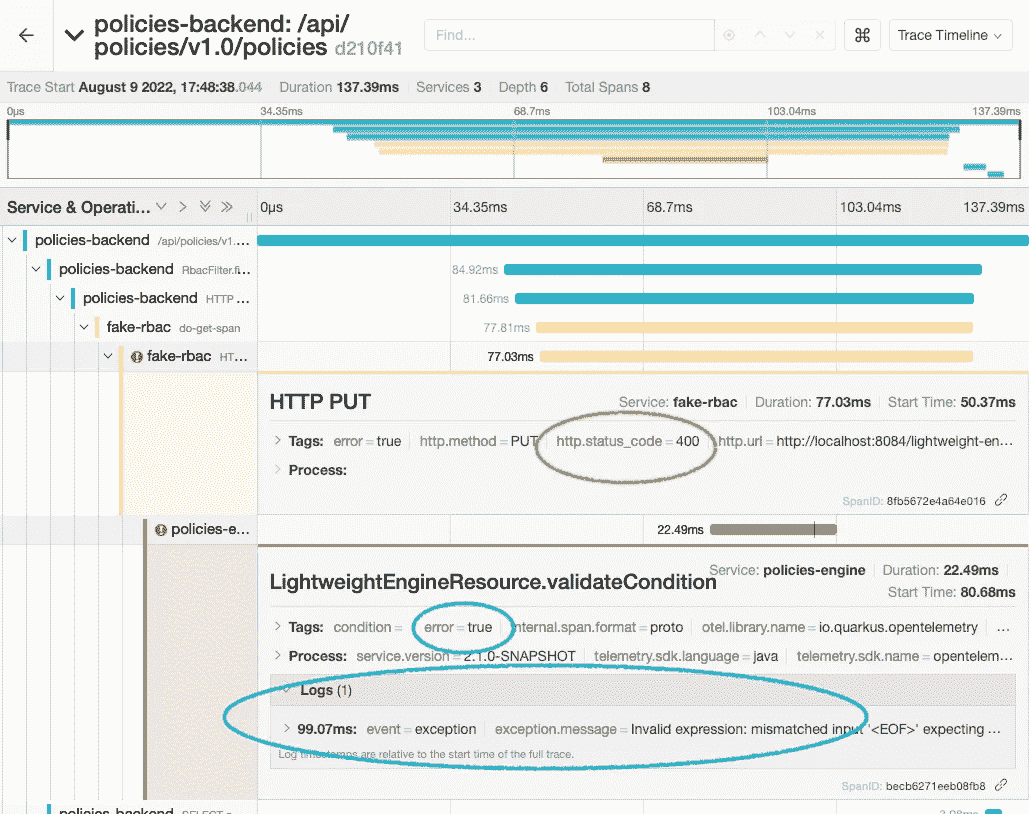 policies-backend: /api/
policies/v1.0/policies d210f41
Find...
Trace Timeline
Trace Start August 9 2022, 17:48:38.044 Duration 137.39ms Services 3 Depth 6 Total Spans 8
0μs 34.35ms 68.7ms 103.04ms 137.39ms
Service & Operati... 0μs 34.35ms 68.7ms 103.04ms 137.39ms
policies-backend /api/policies/v1....
policies-backend RbacFilter.fi... 84.92ms
policies-backend HTTP ... 81.66ms
fake-rbac do-get-span 77.81ms
fake-rbac HT... 77.03ms
HTTP PUT Service: fake-rbac Duration: 77.03ms Start Time: 50.37ms
Tags: error = true http.method = PUT http.status_code = 400 http.url = http://localhost:8084/lightweight-en...
Process:
SpanID: 8fb5672e4a64e016
policies-e... 22.49ms
LightweightEngineResource.validateCondition Service: policies-engine Duration: 22.49ms
Start Time: 80.68ms
Tags: condition = error = true internal.span.format = proto otel.library.name = io.quarkus.opentelemetry ...
Process: service.version = 2.1.0-SNAPSHOT telemetry.sdk.language = java telemetry.sdk.name = opentelem...
Logs (1)
99.07ms: event = exception exception.message = Invalid expression: mismatched input '<EOF>' expecting ...
Log timestamps are relative to the start time of the full trace.
SpanID: becb6271eeb08fb8
policies-backend